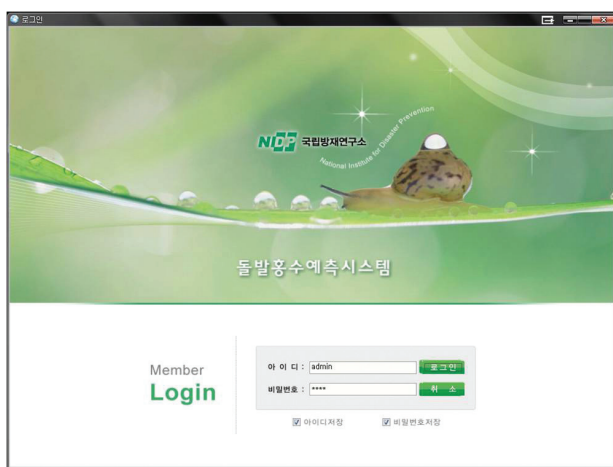 로그인
NIDP 국립방재연구소
National Institute for Disaster Prevention
돌발홍수예측시스템
Member
Login
아 이 디 : admin 로그인
비밀번호 : **** 취 소
아이디저장 비밀번호저장